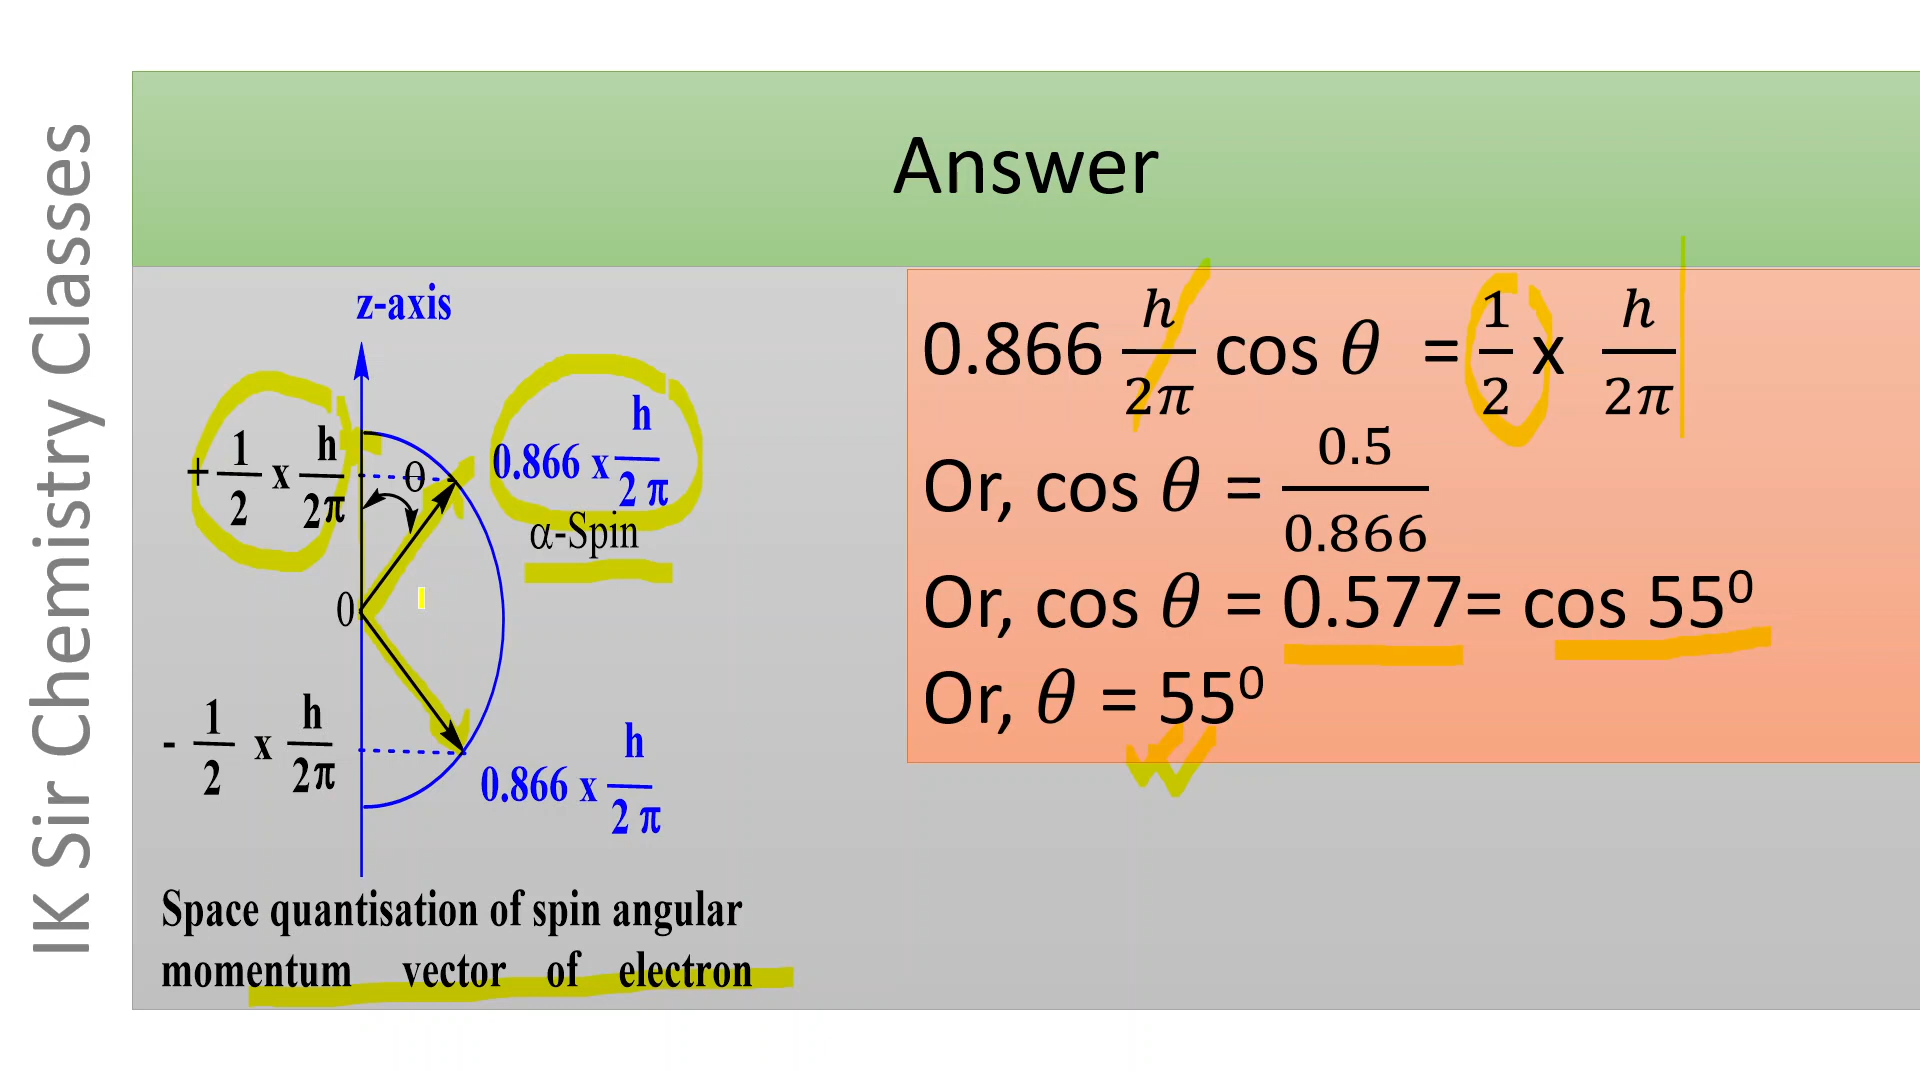 IK Sir Chemistry Classes
Answer
z-axis
+ 1/2 x h/2π
θ
0.866 x h/2 π
α-Spin
0
- 1/2 x h/2π
0.866 x h/2 π
Space quantisation of spin angular
momentum vector of electron
0.866 h/2π cos θ = 1/2 x h/2π
Or, cos θ = 0.5/0.866
Or, cos θ = 0.577= cos 55⁰
Or, θ = 55⁰